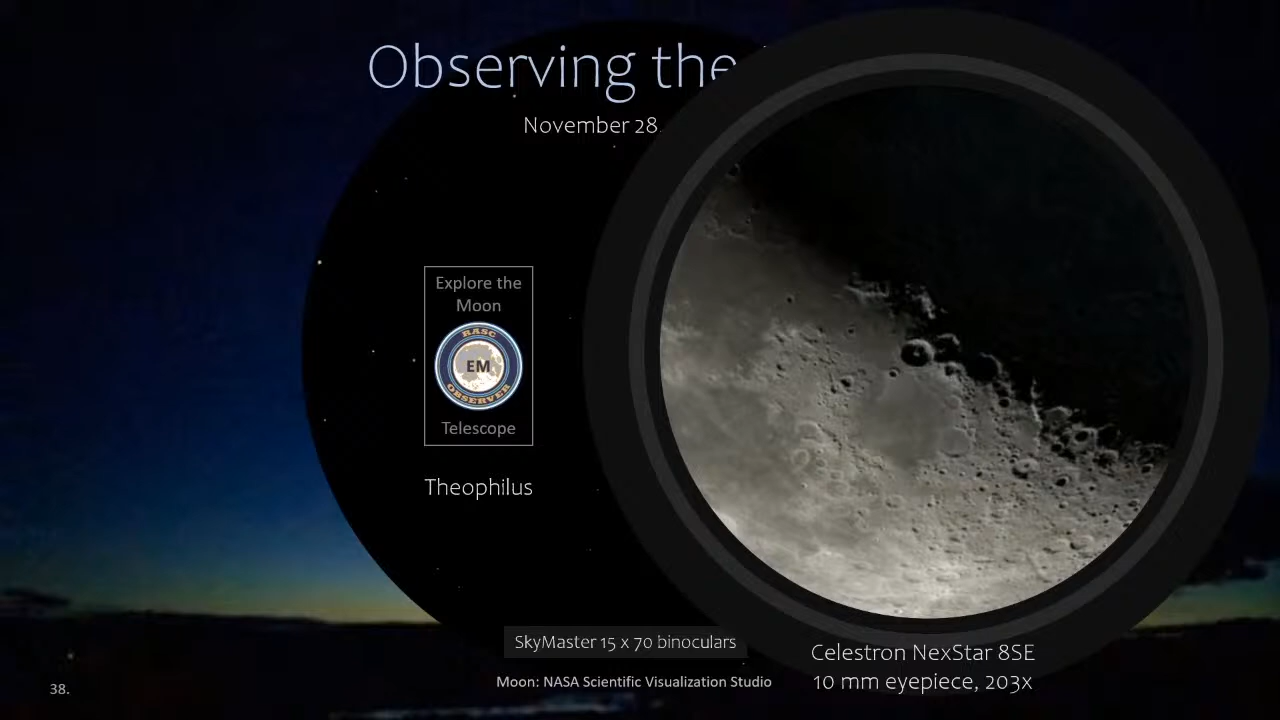 Observing the
November 28,
Explore the
Moon
RASC
EM
OBSERVER
Telescope
Theophilus
SkyMaster 15 x 70 binoculars
Moon: NASA Scientific Visualization Studio
Celestron NexStar 8SE
10 mm eyepiece, 203x
38.